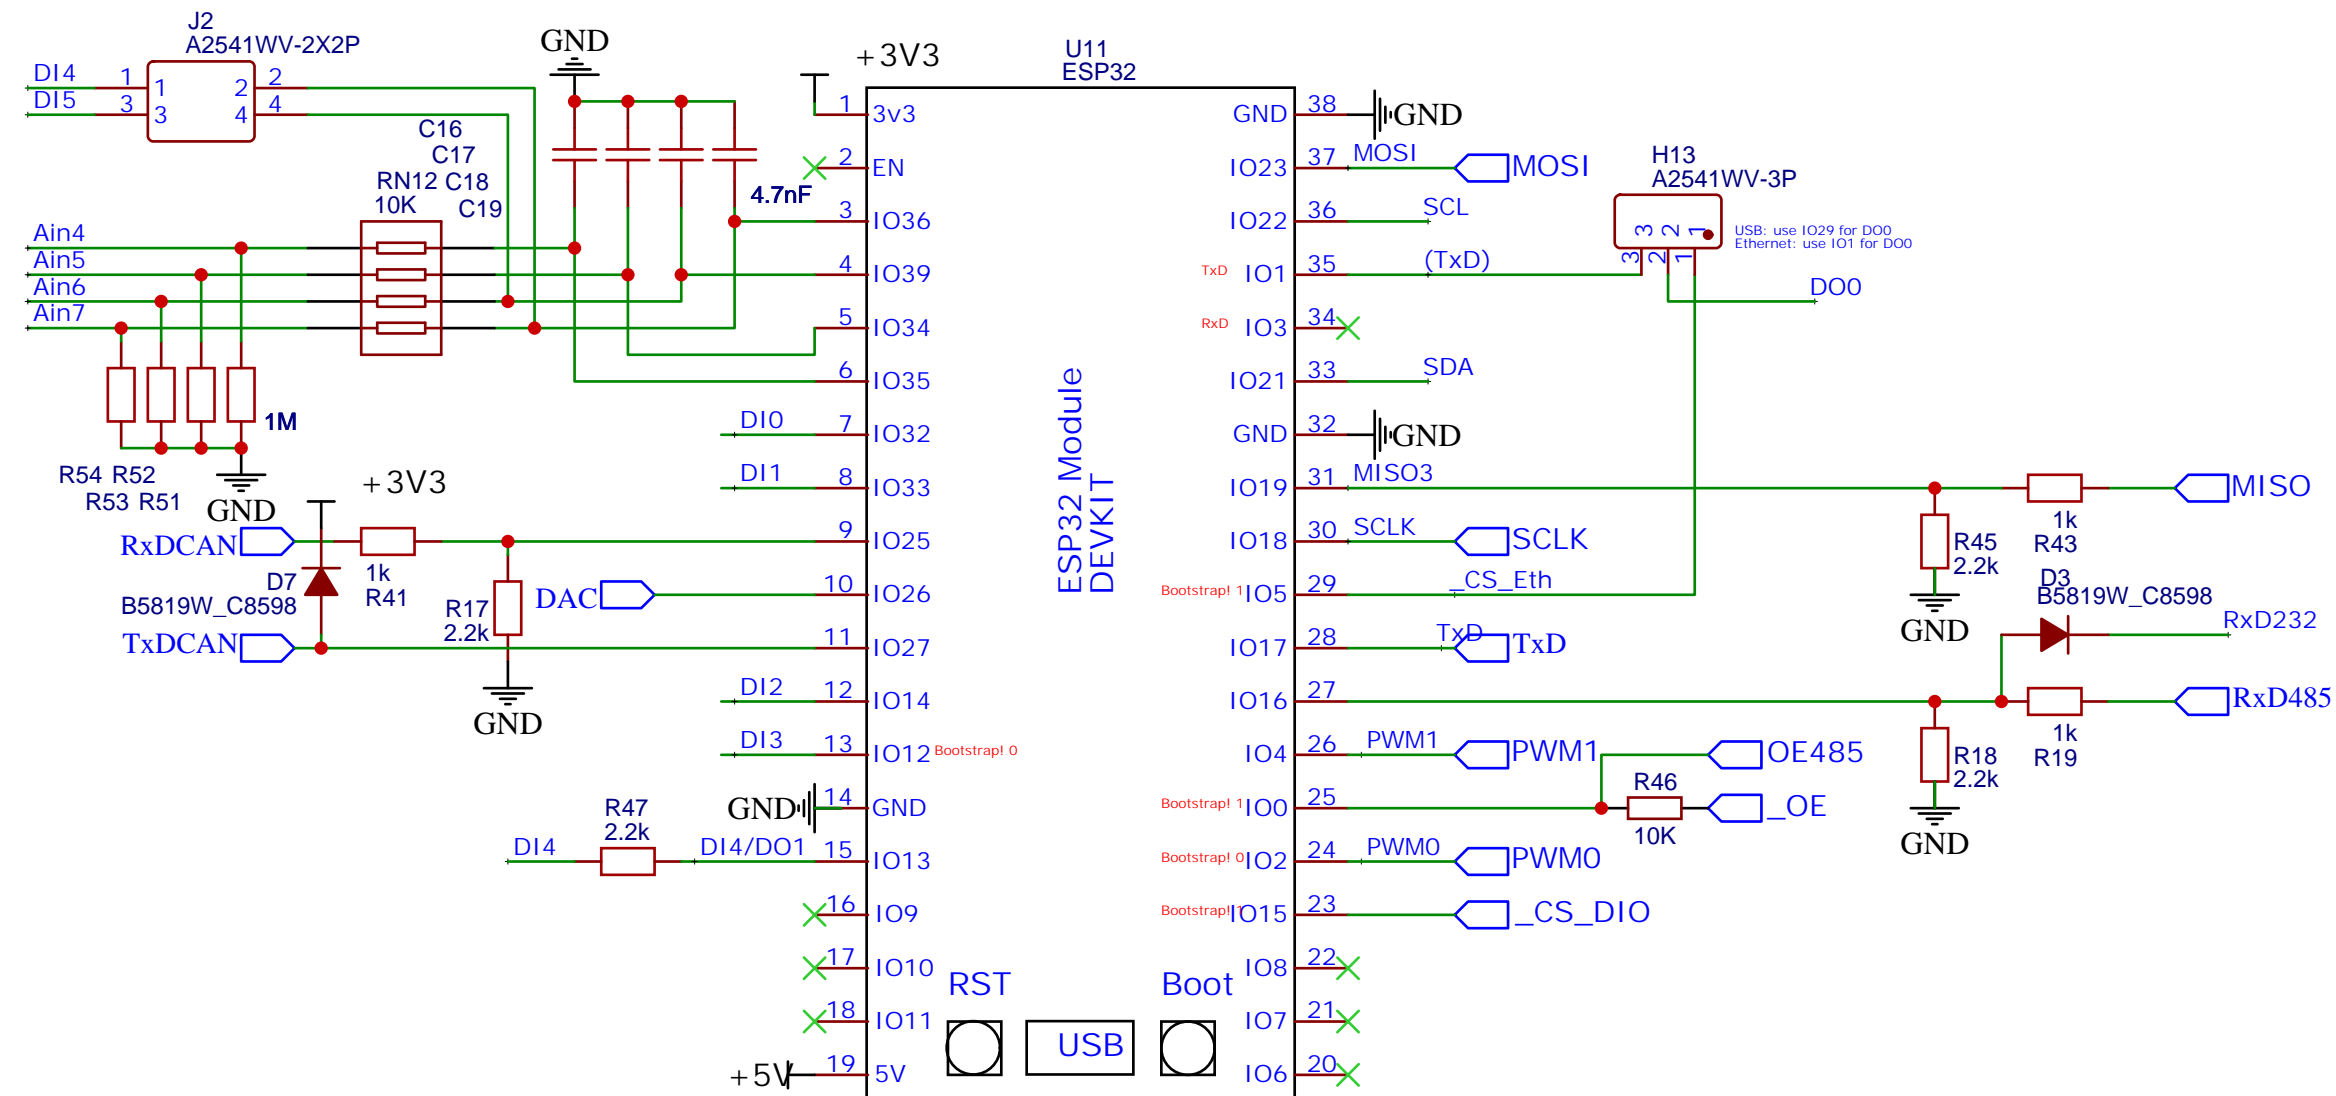 J2
A2541WV-2X2P
DI4
1
1
2
2
DI5
3
3
4
4
GND
+3V3
U11
ESP32
C16
C17
RN12
C18
10K
C19
4.7nF
Ain4
Ain5
Ain6
Ain7
1M
R54
R52
R53
R51
GND
+3V3
RxDCAN
1k
R41
D7
B5819W_C8598
TxDCAN
R17
2.2k
GND
DAC
DI0
DI1
DI2
DI3
GND
R47
2.2k
DI4
DI4/DO1
+5V
1
3v3
2
EN
3
IO36
4
IO39
5
IO34
6
IO35
7
IO32
8
IO33
9
IO25
10
IO26
11
IO27
12
IO14
13
IO12
Bootstrap! 0
14
GND
15
IO13
16
IO9
17
IO10
18
IO11
19
5V
ESP32 Module
DEVKIT
RST
USB
Boot
GND
38
GND
IO23
37
MOSI
MOSI
IO22
36
SCL
TxD
IO1
35
(TxD)
RxD
IO3
34
IO21
33
SDA
GND
32
GND
IO19
31
MISO3
IO18
30
SCLK
SCLK
Bootstrap! 1
IO5
29
_CS_Eth
IO17
28
TxD
TxD
IO16
27
IO4
26
PWM1
PWM1
Bootstrap! 1
IO0
25
Bootstrap! 0
IO2
24
PWM0
PWM0
Bootstrap! 1
IO15
23
_CS_DIO
IO8
22
IO7
21
IO6
20
H13
A2541WV-3P
3
2
1
3
2
1
USB: use IO29 for DO0
Ethernet: use IO1 for DO0
DO0
MISO
1k
R43
R45
2.2k
GND
D3
B5819W_C8598
RxD232
RxD485
1k
R19
R18
2.2k
GND
OE485
R46
10K
_OE